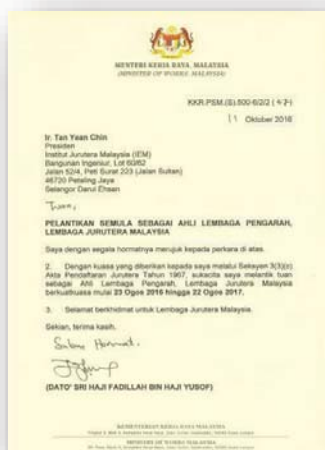 MENTERI KERJA RAYA, MALAYSIA
(MINISTER OF WORKS, MALAYSIA)
KKR.PSM.(S).500-6/2/2 ( 42)
11 Oktober 2016
Ir. Tan Yean Chin
Presiden
Institut Jurutera Malaysia (IEM)
Bangunan Ingenieur, Lot 60/62
Jalan 52/4, Peti Surat 223 (Jalan Sultan)
46720 Petaling Jaya
Selangor Darul Ehsan
Tuan,
PELANTIKAN SEMULA SEBAGAI AHLI LEMBAGA PENGARAH,
LEMBAGA JURUTERA MALAYSIA
Saya dengan segala hormatnya merujuk kepada perkara di atas.
2. Dengan kuasa yang diberikan kepada saya melalui Seksyen 3(3)(c)
Akta Pendaftaran Jurutera Tahun 1967, sukacita saya melantik tuan
sebagai Ahli Lembaga Pengarah, Lembaga Jurutera Malaysia
berkuatkuasa mulai 23 Ogos 2016 hingga 22 Ogos 2017.
3. Selamat berkhidmat untuk Lembaga Jurutera Malaysia.
Sekian, terima kasih.
Salam Hormat,
(DATO' SRI HAJI FADILLAH BIN HAJI YUSOF)
KEMENTERIAN KERJA RAYA MALAYSIA
MINISTRY OF WORKS MALAYSIA